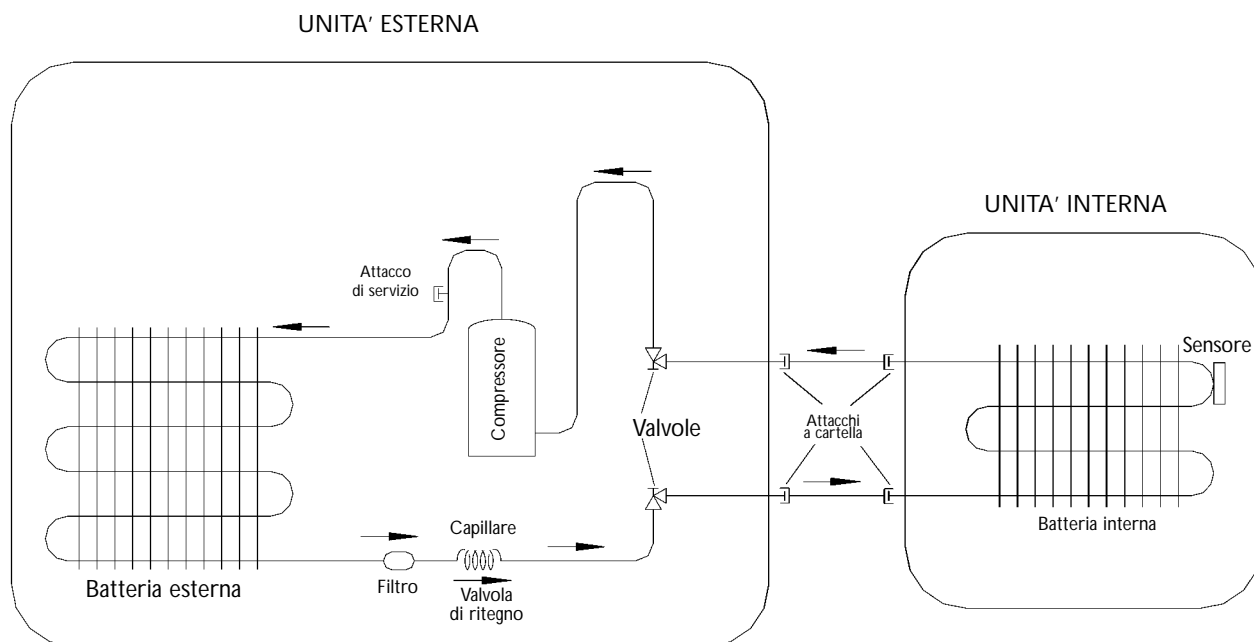 UNITA' ESTERNA
UNITA' INTERNA
Attacco
di servizio
Compressore
Sensore
Valvole
Attacchi
a cartella
Batteria interna
Capillare
Batteria esterna
Filtro
Valvola
di ritegno